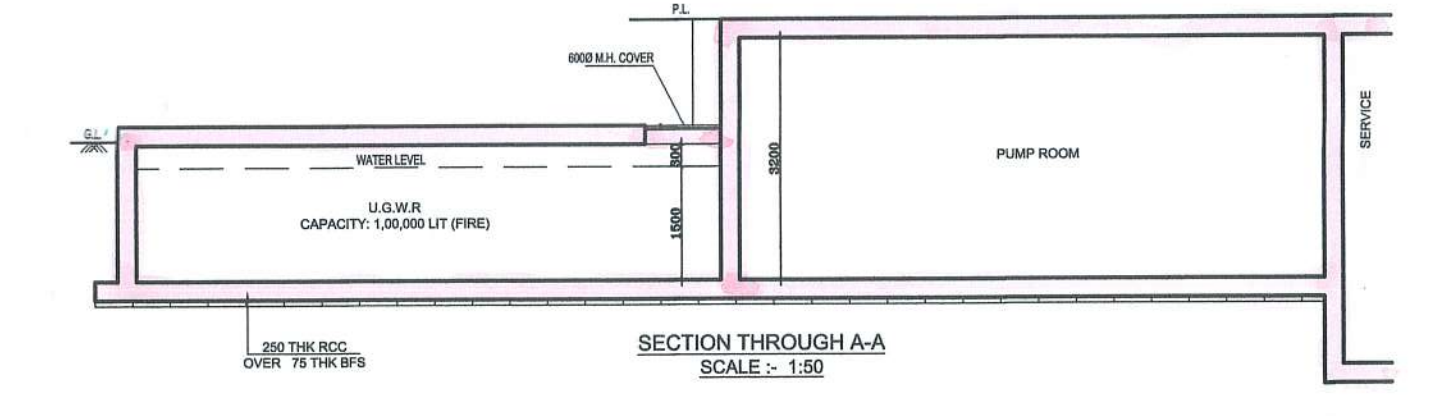 P.L.
600Ø M.H. COVER
G.L.
WATER LEVEL
300
3200
PUMP ROOM
SERVICE
U.G.W.R
CAPACITY: 1,00,000 LIT (FIRE)
1500
250 THK RCC
OVER 75 THK BFS
SECTION THROUGH A-A
SCALE :- 1:50